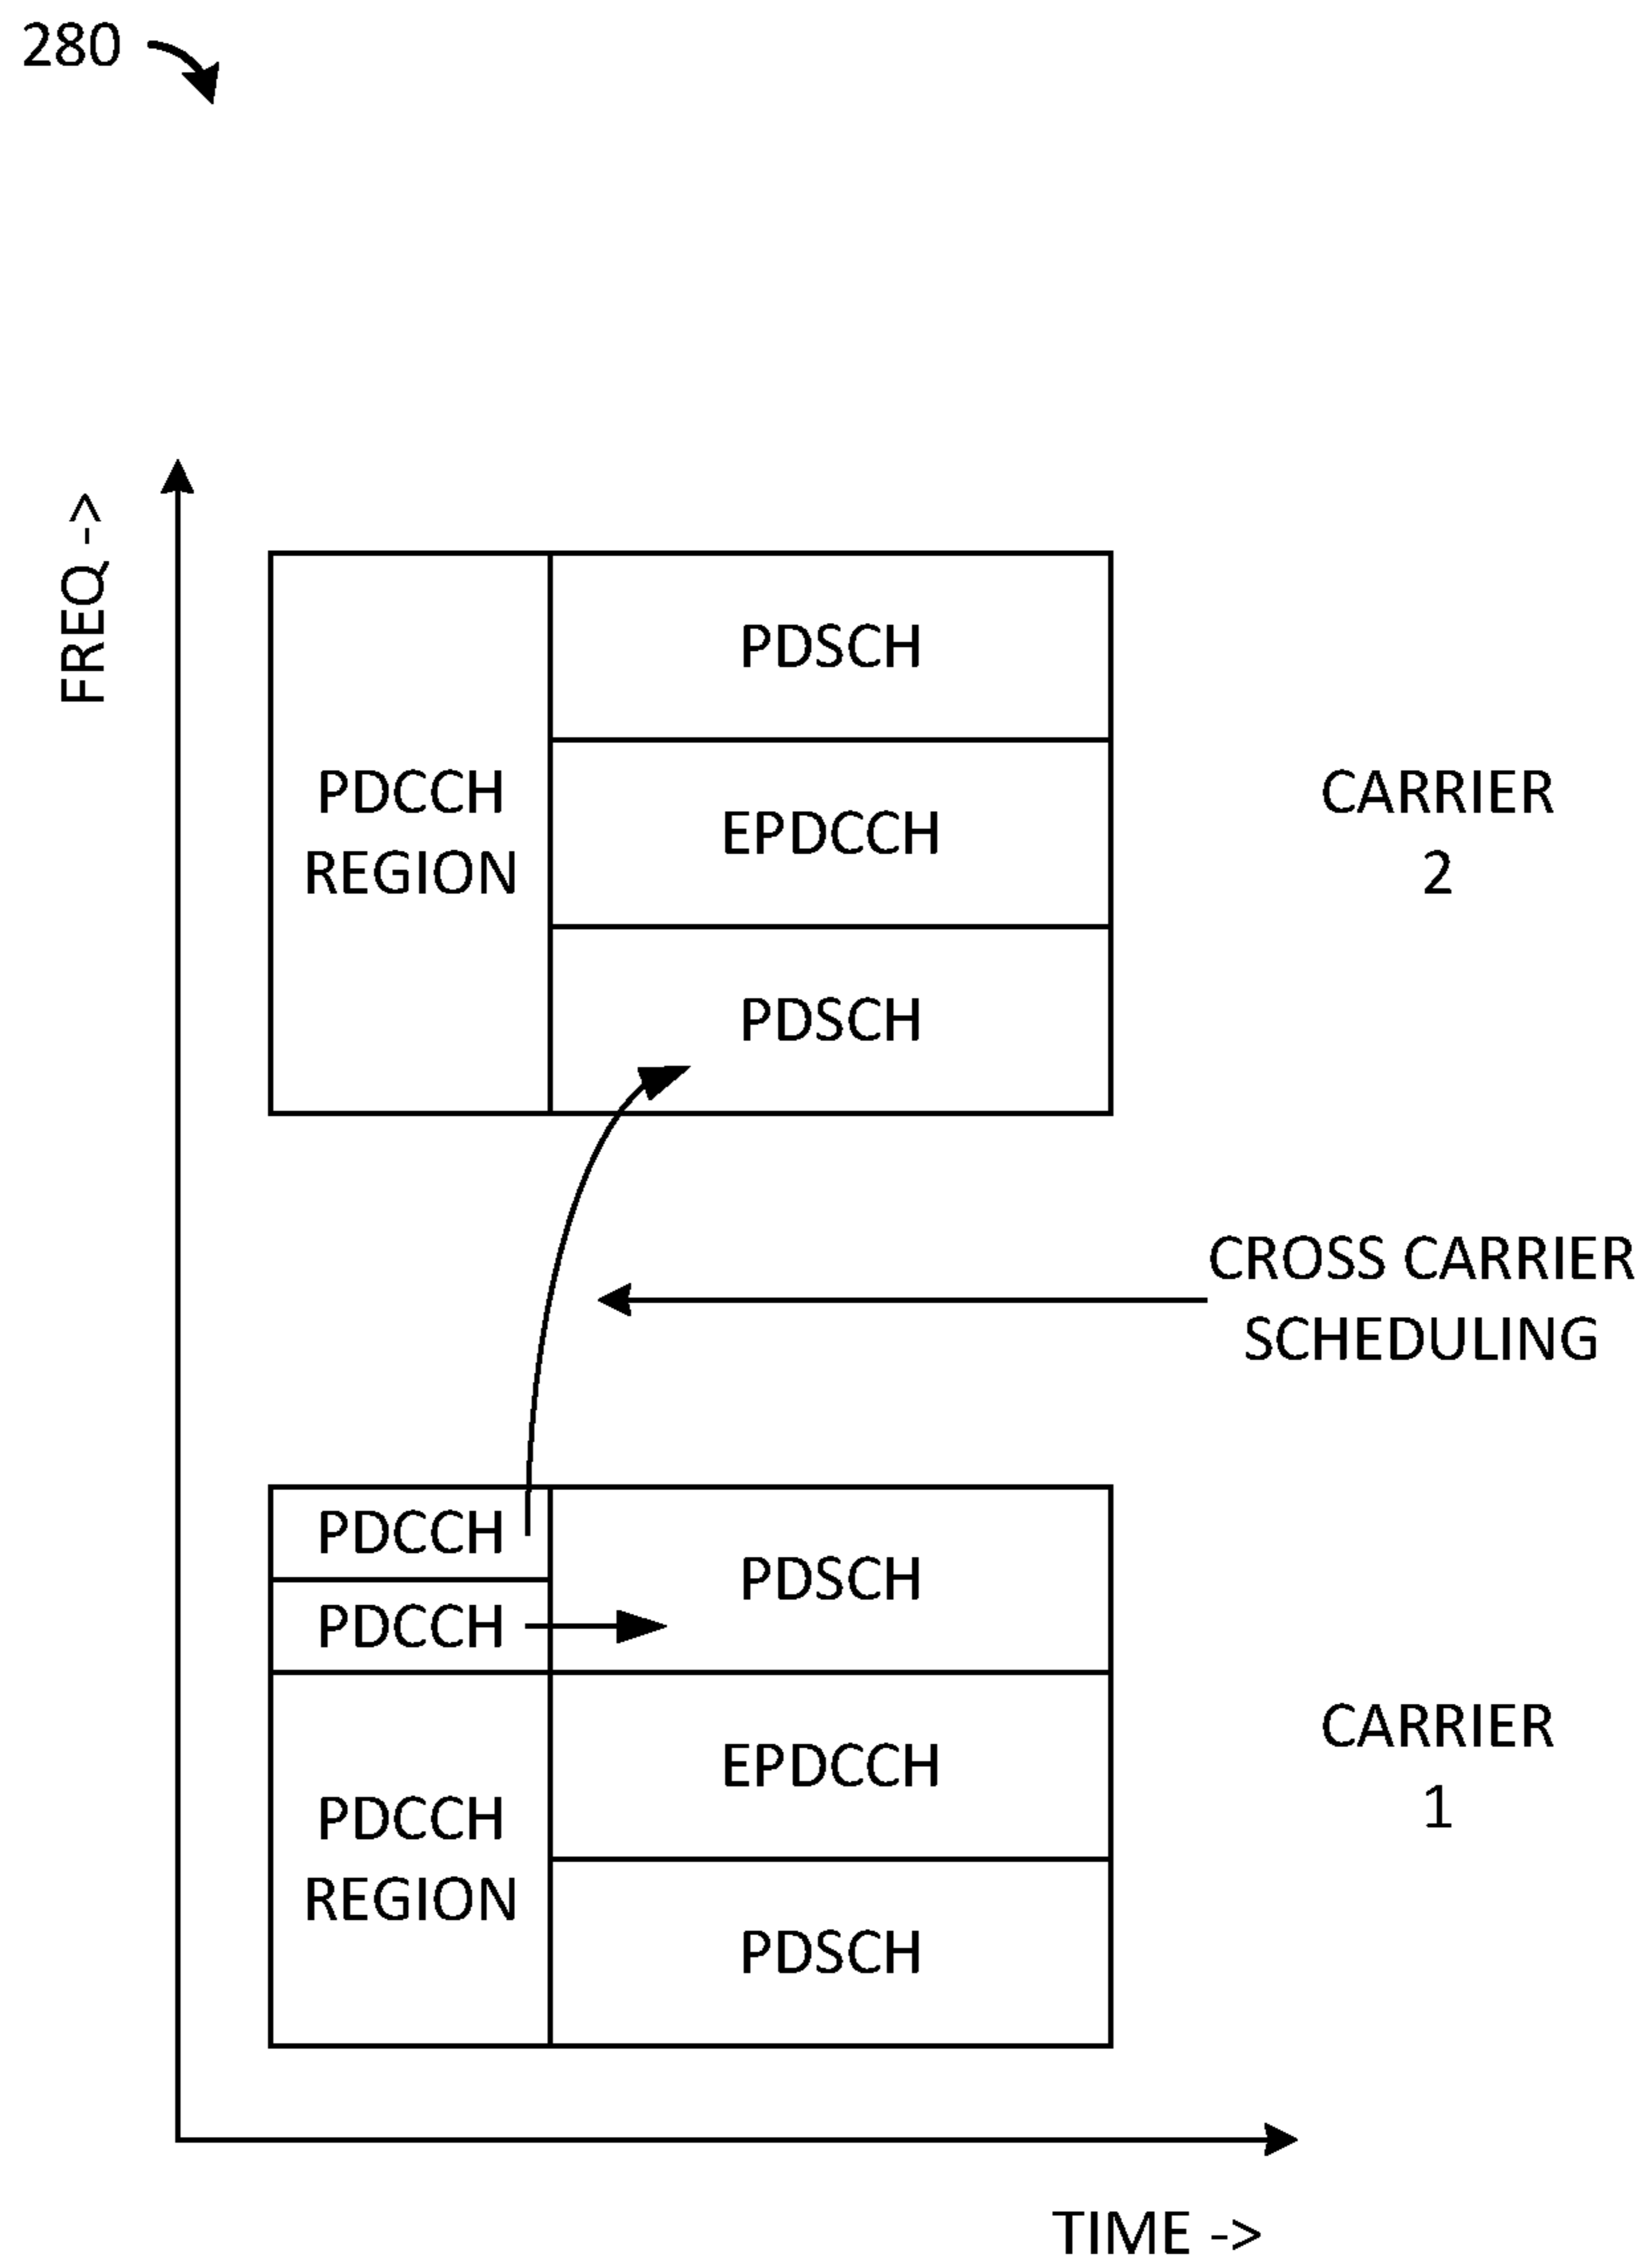 280
FREQ ->
PDCCH
REGION
PDSCH
EPDCCH
PDSCH
CARRIER
2
CROSS CARRIER
SCHEDULING
PDCCH
PDCCH
PDCCH
REGION
PDSCH
EPDCCH
PDSCH
CARRIER
1
TIME ->